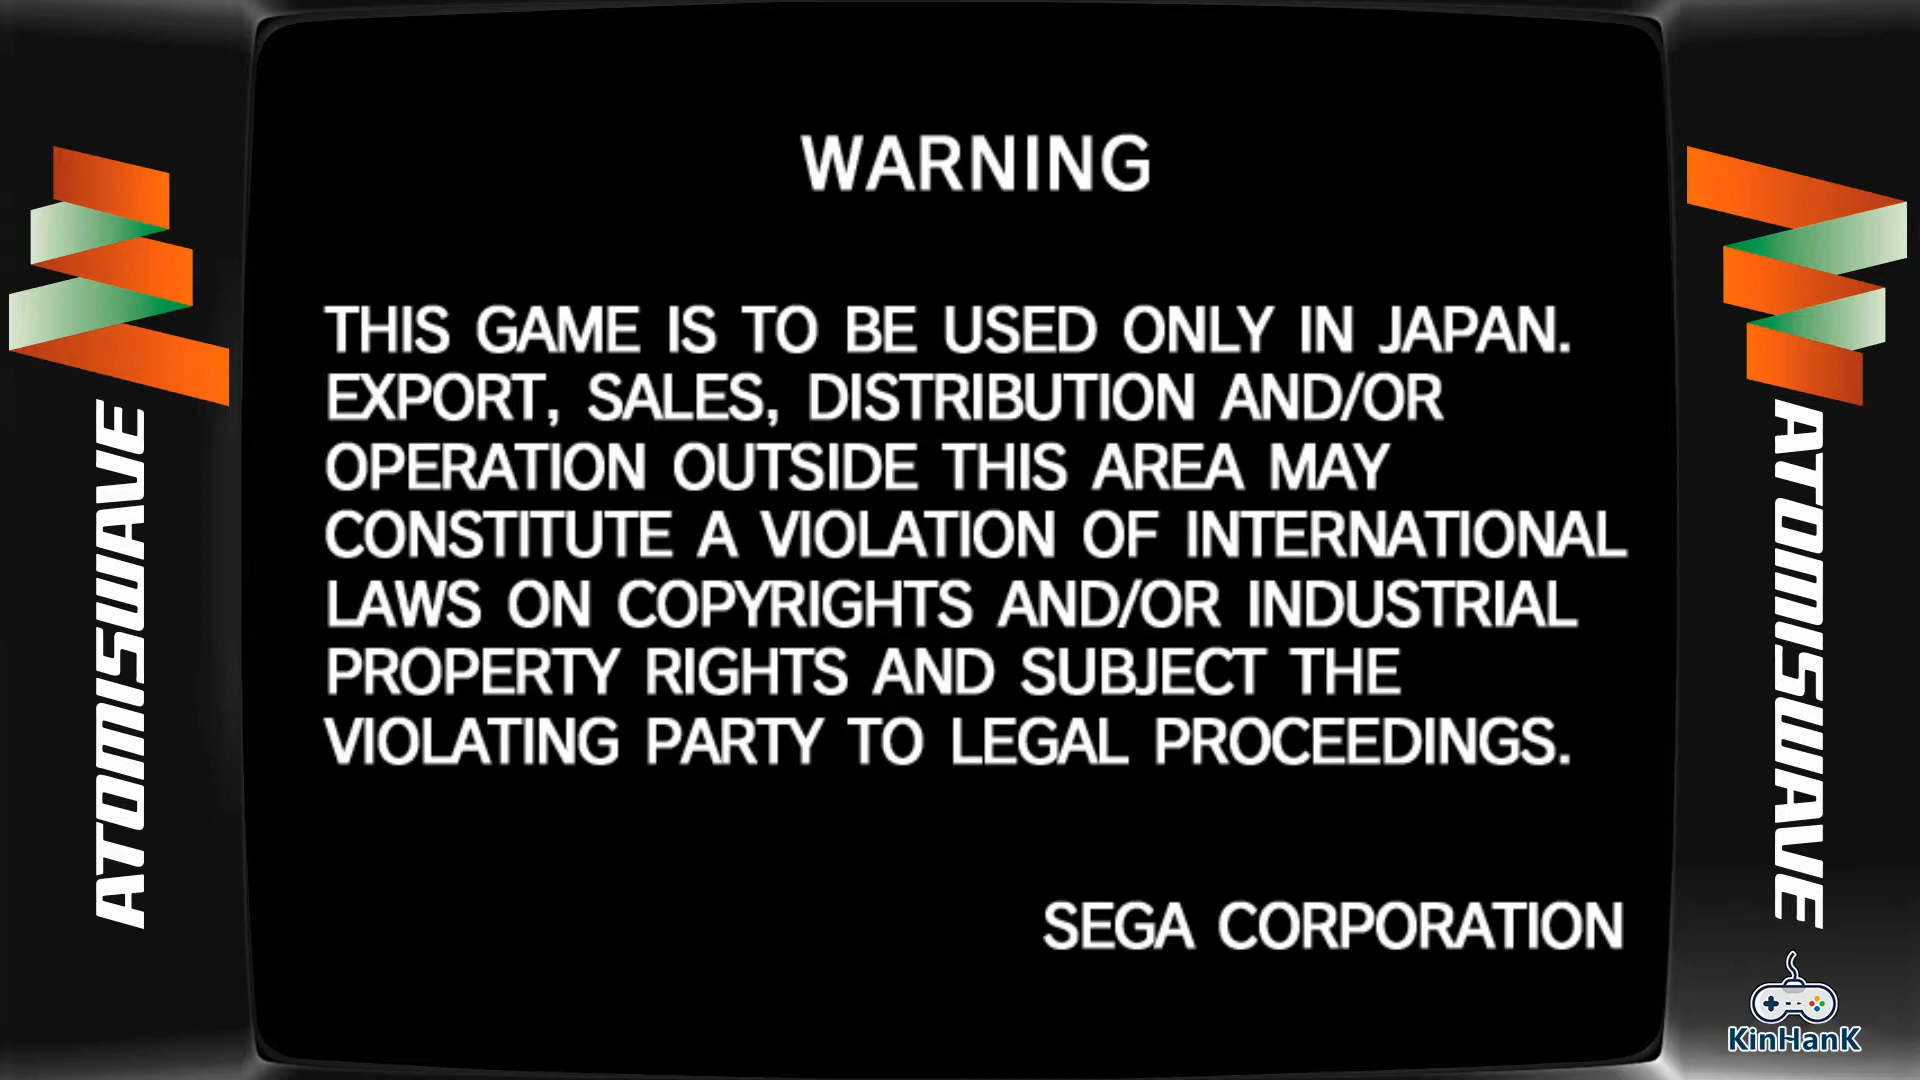 WARNING
THIS GAME IS TO BE USED ONLY IN JAPAN.
EXPORT, SALES, DISTRIBUTION AND/OR
OPERATION OUTSIDE THIS AREA MAY
CONSTITUTE A VIOLATION OF INTERNATIONAL
LAWS ON COPYRIGHTS AND/OR INDUSTRIAL
PROPERTY RIGHTS AND SUBJECT THE
VIOLATING PARTY TO LEGAL PROCEEDINGS.
SEGA CORPORATION
ATOMISWAVE
ATOMISWAVE
KinHanK